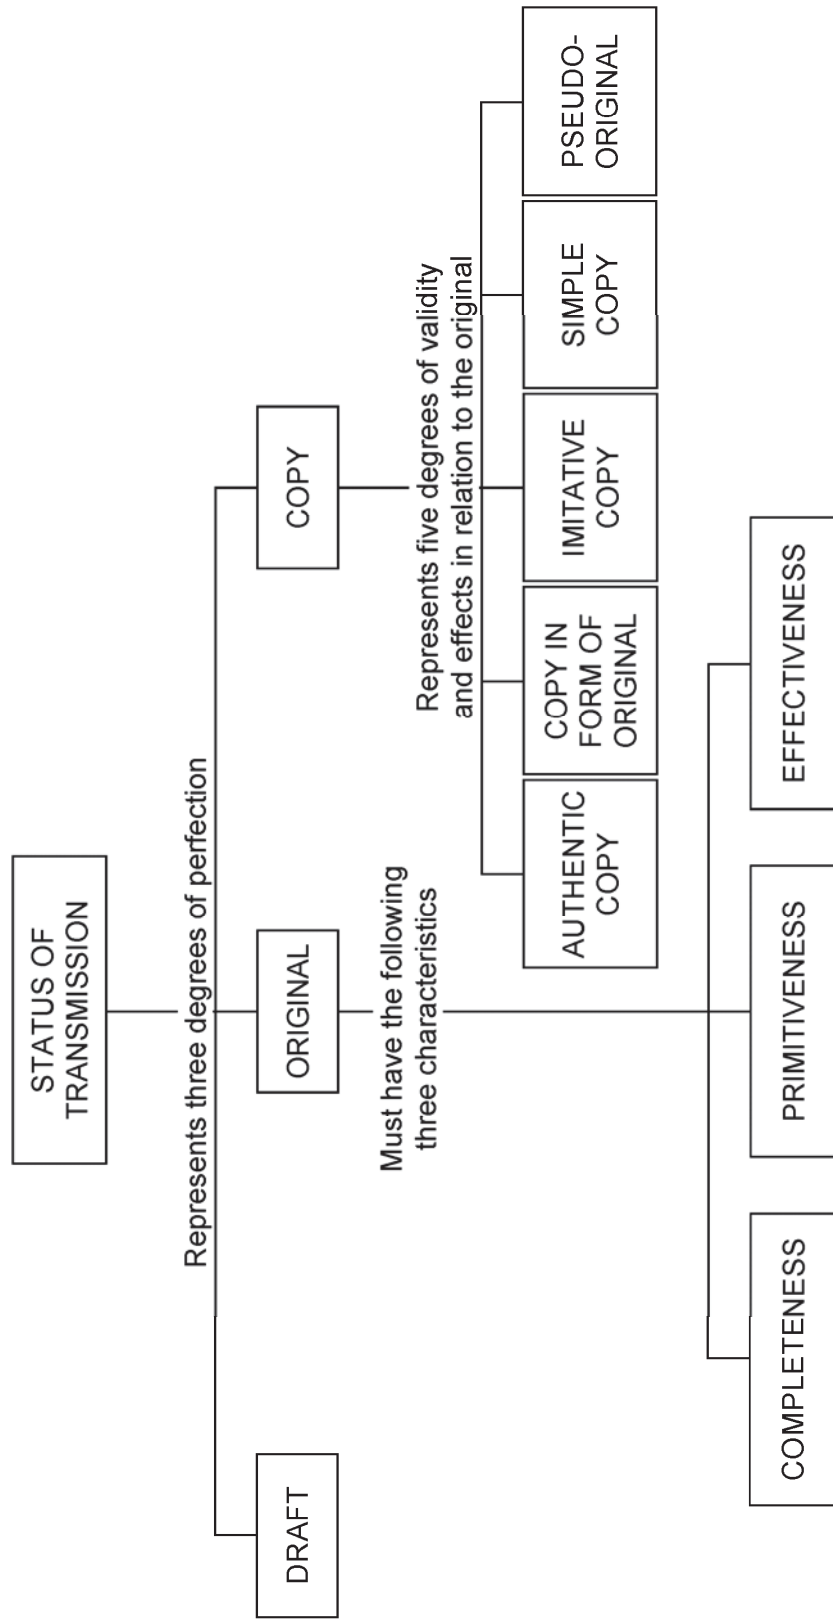 STATUS OF
TRANSMISSION
Represents three degrees of perfection
DRAFT
ORIGINAL
COPY
Must have the following
three characteristics
Represents five degrees of validity
and effects in relation to the original
AUTHENTIC
COPY
COPY IN
FORM OF
ORIGINAL
IMITATIVE
COPY
SIMPLE
COPY
PSEUDO-
ORIGINAL
COMPLETENESS
PRIMITIVENESS
EFFECTIVENESS